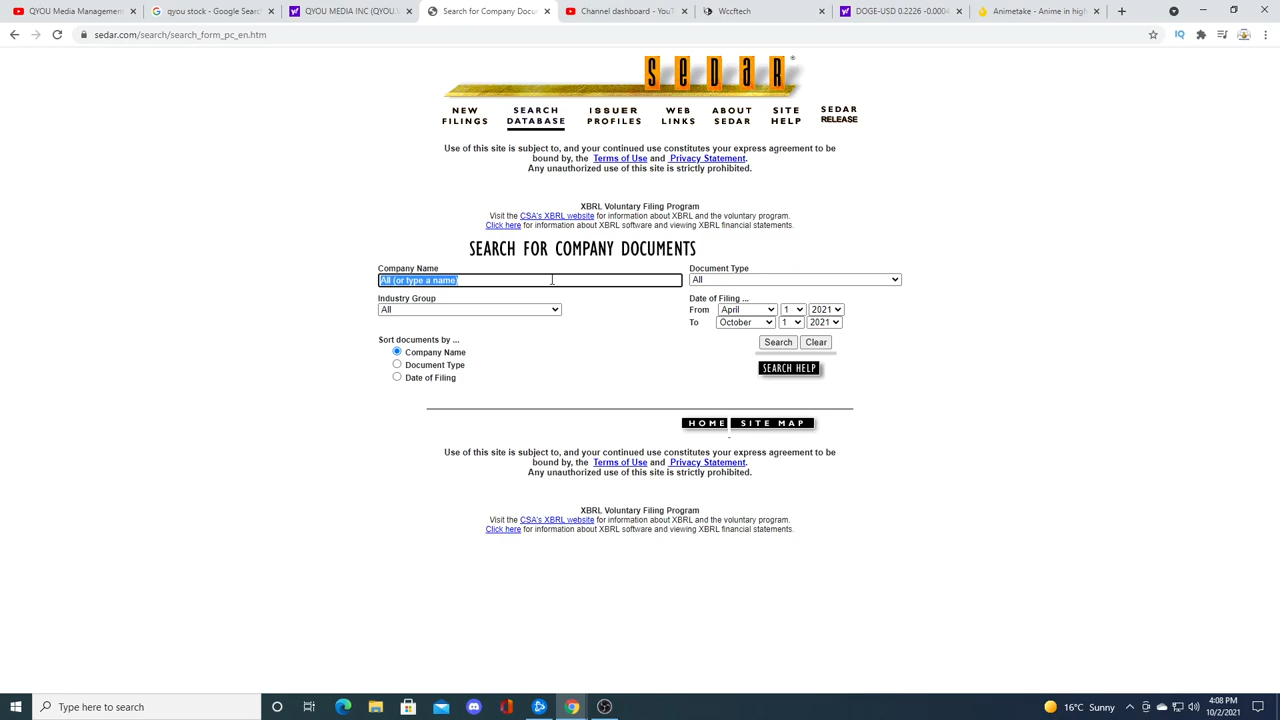 QYOU Media Management
qyou stock - Google Search
QYOU MEDIA INC (QYOU.V
Search for Company Docum
Channel dashboard - YouT
Wectech
DOGE-USD 0.2226 -0.0004
Animetake - Anime in high
sedar.com/search/search_form_pc_en.htm
SEDAR
®
NEW FILINGS
SEARCH DATABASE
ISSUER PROFILES
WEB LINKS
ABOUT SEDAR
SITE HELP
SEDAR RELEASE
Use of this site is subject to, and your continued use constitutes your express agreement to be
bound by, the Terms of Use and Privacy Statement.
Any unauthorized use of this site is strictly prohibited.
XBRL Voluntary Filing Program
Visit the CSA's XBRL website for information about XBRL and the voluntary program.
Click here for information about XBRL software and viewing XBRL financial statements.
SEARCH FOR COMPANY DOCUMENTS
Company Name
Document Type
All (or type a name)
All
Industry Group
Date of Filing ...
All
From April 1 2021
To October 1 2021
Sort documents by ...
Search Clear
Company Name
Document Type
SEARCH HELP
Date of Filing
HOME SITE MAP
Use of this site is subject to, and your continued use constitutes your express agreement to be
bound by, the Terms of Use and Privacy Statement.
Any unauthorized use of this site is strictly prohibited.
XBRL Voluntary Filing Program
Visit the CSA's XBRL website for information about XBRL and the voluntary program.
Click here for information about XBRL software and viewing XBRL financial statements.
Type here to search
16°C Sunny
4:08 PM
10/2/2021